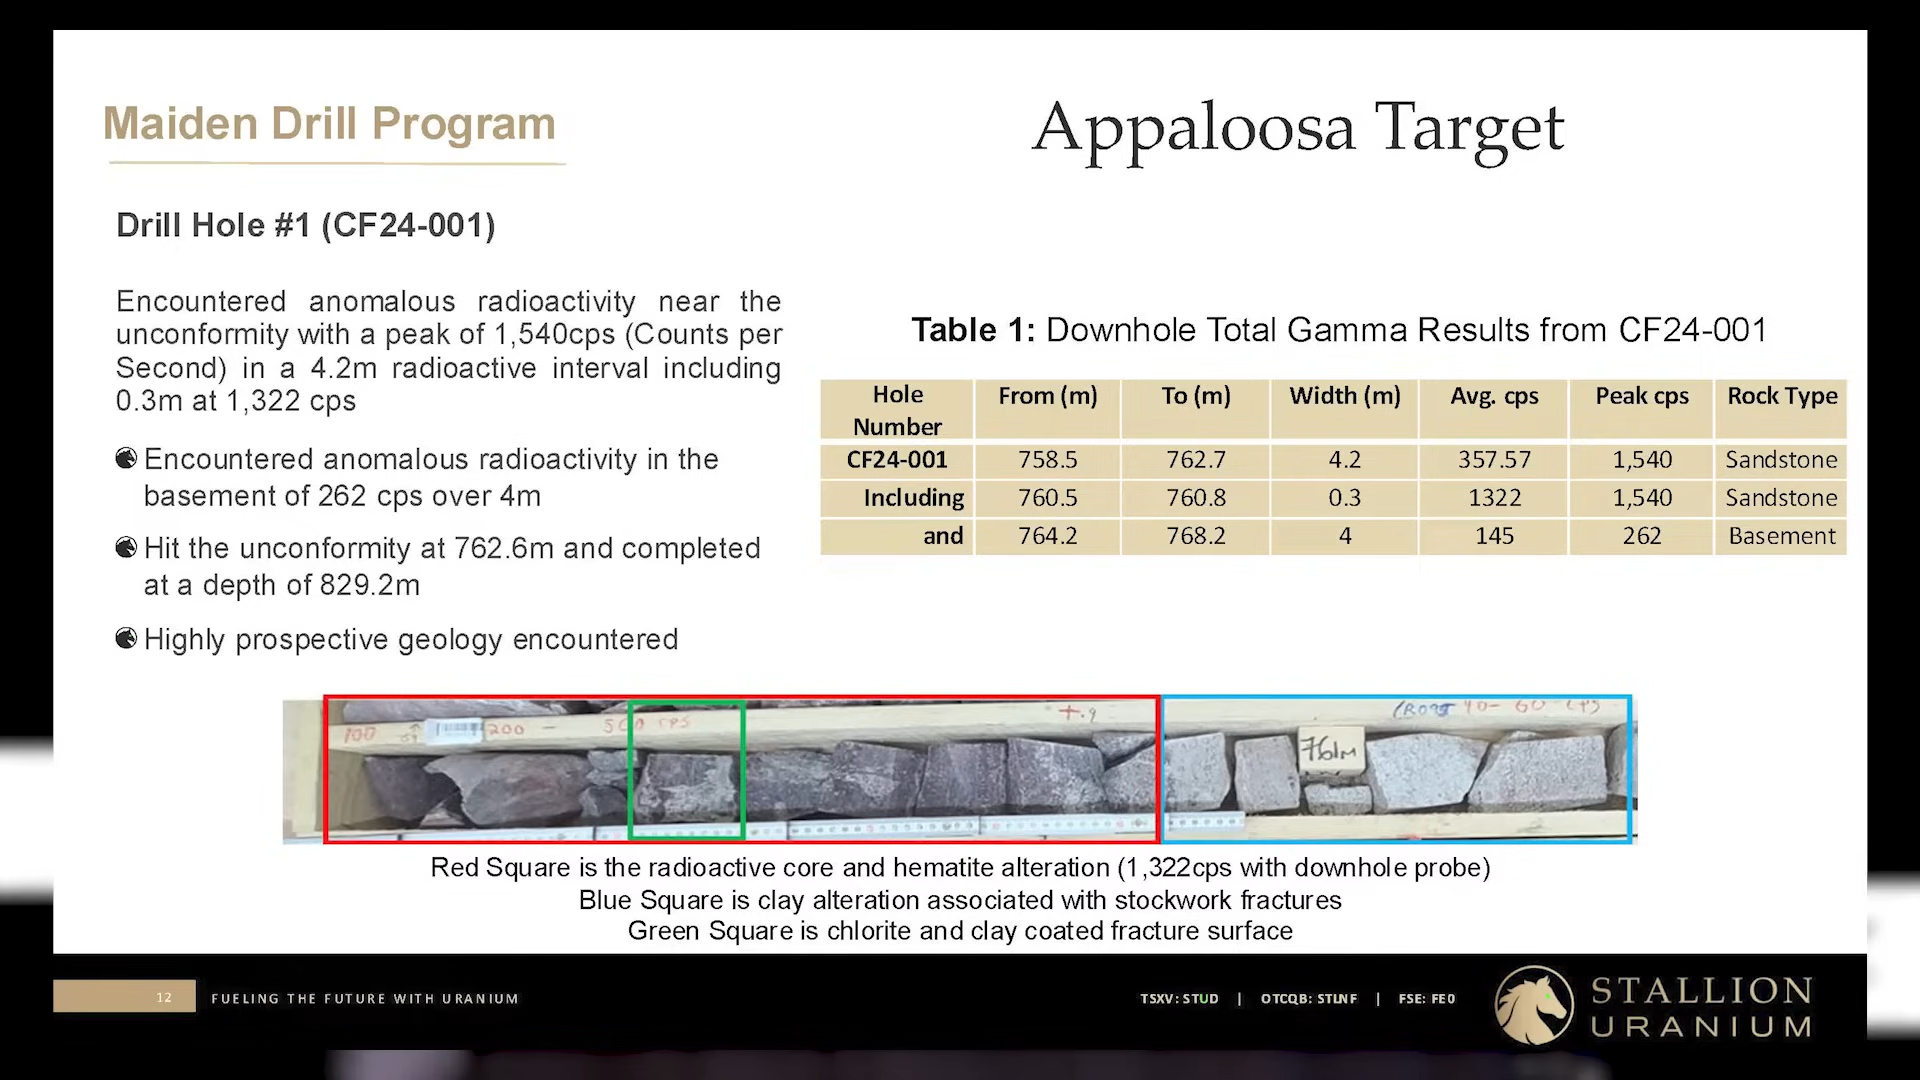 Maiden Drill Program
Appaloosa Target
Drill Hole #1 (CF24-001)
Encountered anomalous radioactivity near the
unconformity with a peak of 1,540cps (Counts per
Second) in a 4.2m radioactive interval including
0.3m at 1,322 cps
Encountered anomalous radioactivity in the
basement of 262 cps over 4m
Hit the unconformity at 762.6m and completed
at a depth of 829.2m
Highly prospective geology encountered
Table 1: Downhole Total Gamma Results from CF24-001
Hole Number From (m) To (m) Width (m) Avg. cps Peak cps Rock Type
CF24-001 758.5 762.7 4.2 357.57 1,540 Sandstone
Including 760.5 760.8 0.3 1322 1,540 Sandstone
and 764.2 768.2 4 145 262 Basement
100 200 - 500 cps
40-60 cps
761m
Red Square is the radioactive core and hematite alteration (1,322cps with downhole probe)
Blue Square is clay alteration associated with stockwork fractures
Green Square is chlorite and clay coated fracture surface
12 FUELING THE FUTURE WITH URANIUM
TSXV: STUD | OTCQB: STLNF | FSE: FE0
STALLION
URANIUM